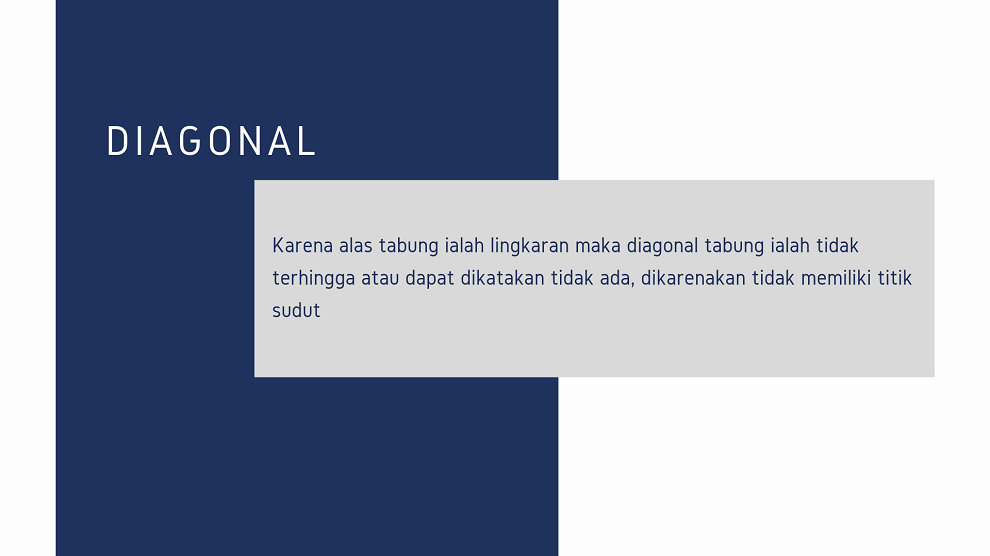 DIAGONAL
Karena alas tabung ialah lingkaran maka diagonal tabung ialah tidak
terhingga atau dapat dikatakan tidak ada, dikarenakan tidak memiliki titik
sudut